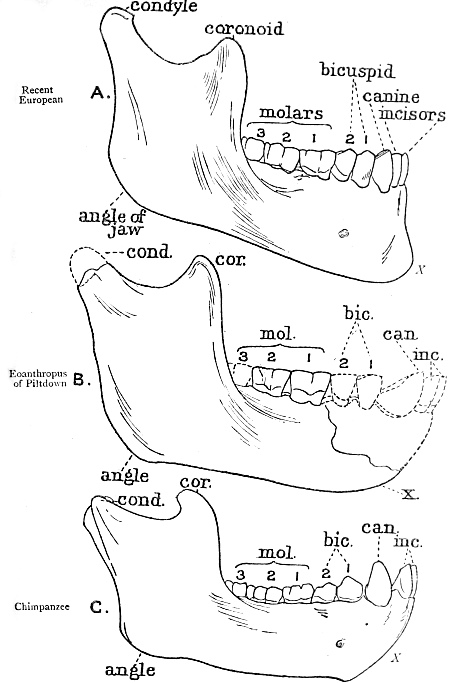 condyle
coronoid
Recent
European
A.
bicuspid
canine
incisors
molars
3 2 1 2 1
angle of
jaw
X
cond.
cor.
bic.
can.
inc.
mol.
3 2 1 2 1
Eoanthropus
of Piltdown
B.
angle
X.
cor.
cond.
can.
inc.
bic.
mol.
3 2 1 2 1
Chimpanzee
C.
X
angle